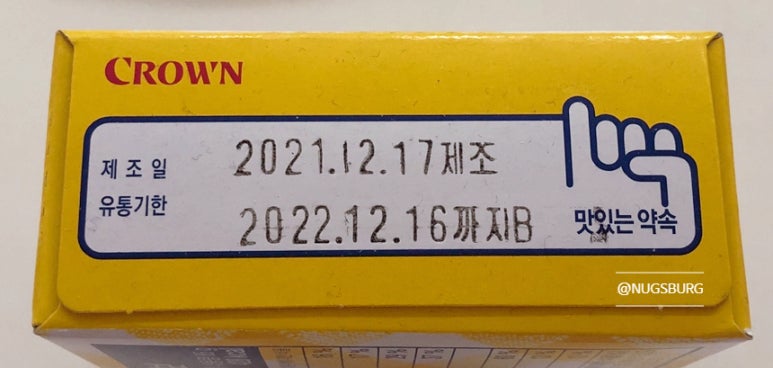 CROWN
제조일 2021.12.17제조
유통기한 2022.12.16까지B
맛있는 약속
@NUGSBURG